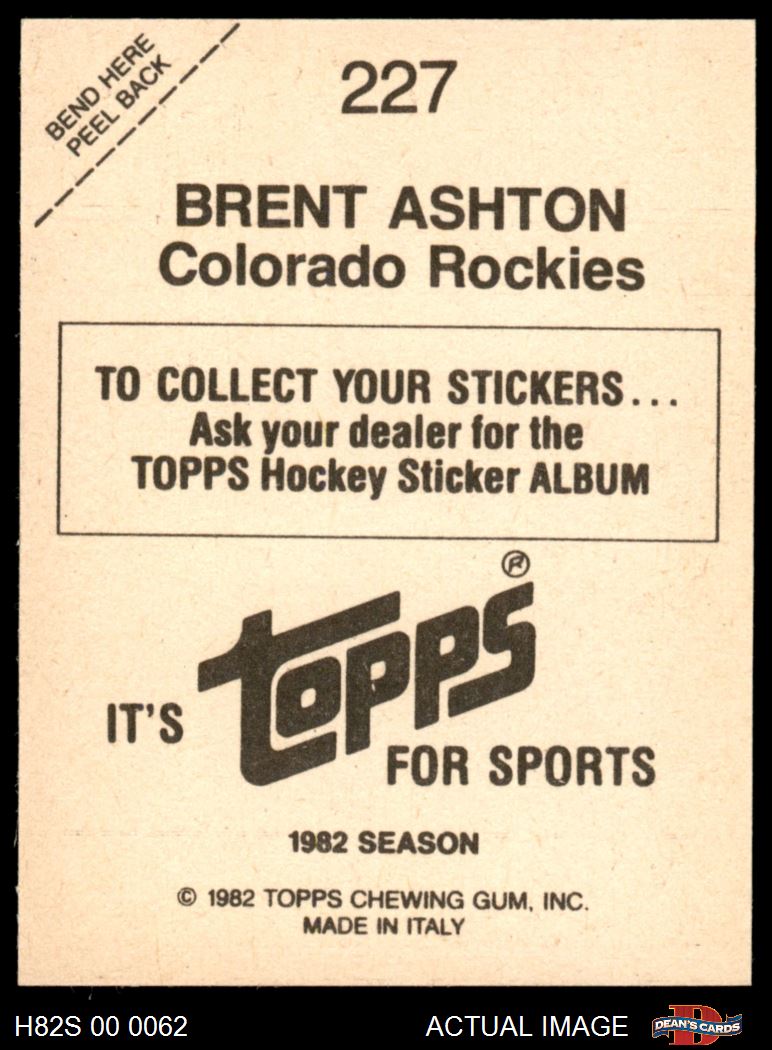 BEND HERE
PEEL BACK
227
BRENT ASHTON
Colorado Rockies
TO COLLECT YOUR STICKERS...
Ask your dealer for the
TOPPS Hockey Sticker ALBUM
®
topps
IT'S
FOR SPORTS
1982 SEASON
© 1982 TOPPS CHEWING GUM, INC.
MADE IN ITALY
H82S 00 0062
ACTUAL IMAGE
D
DEAN'S CARDS